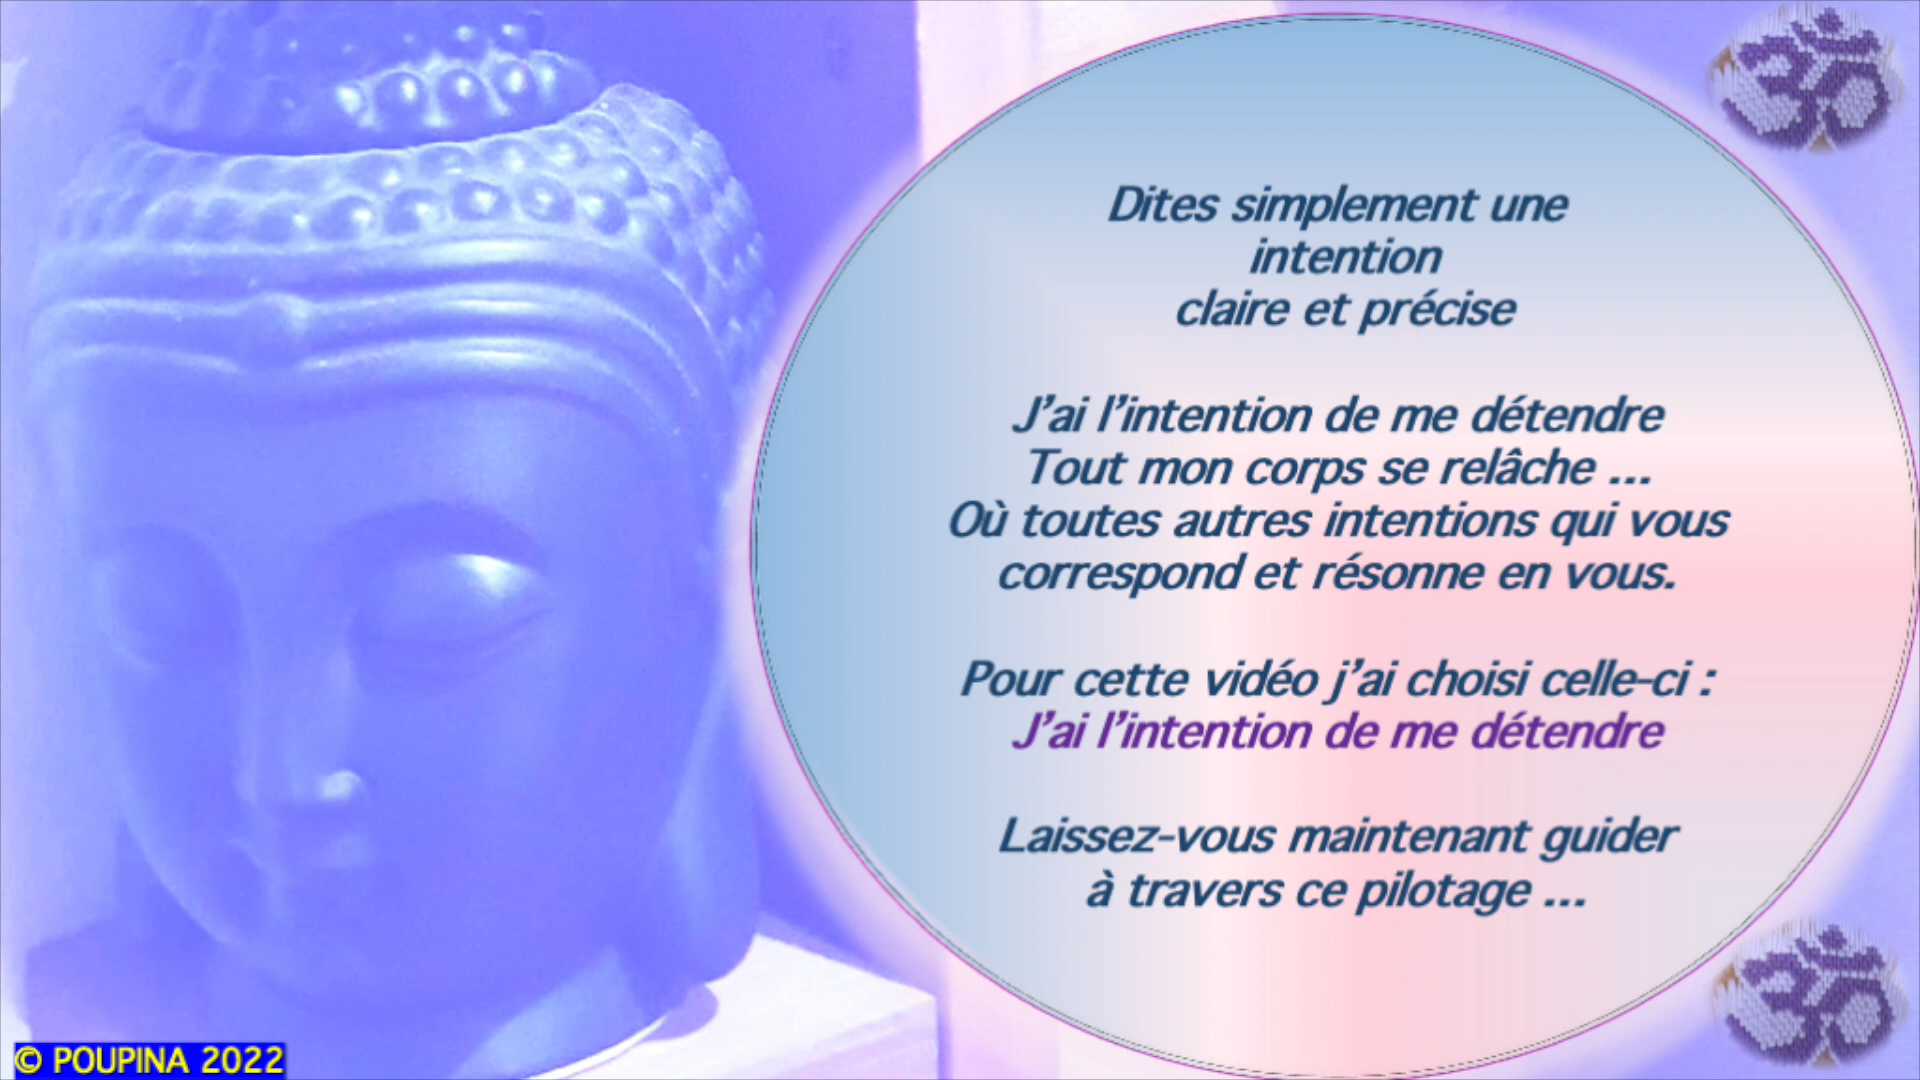 Dites simplement une
intention
claire et précise
J'ai l'intention de me détendre
Tout mon corps se relâche ...
Où toutes autres intentions qui vous
correspond et résonne en vous.
Pour cette vidéo j'ai choisi celle-ci :
J'ai l'intention de me détendre
Laissez-vous maintenant guider
à travers ce pilotage ...
© POUPINA 2022
ॐ
ॐ